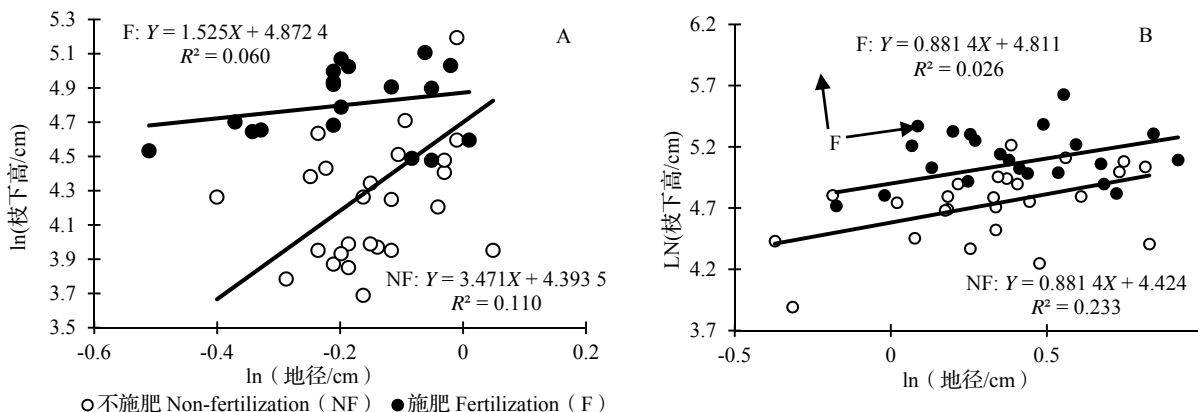 A
F: Y = 1.525X + 4.872 4
R² = 0.060
NF: Y = 3.471X + 4.393 5
R² = 0.110
ln(枝下高/cm)
5.3
5.1
4.9
4.7
4.5
4.3
4.1
3.9
3.7
3.5
-0.6
-0.4
-0.2
0
0.2
ln（地径/cm）
不施肥 Non-fertilization（NF）
施肥 Fertilization（F）
B
F: Y = 0.881 4X + 4.811
R² = 0.026
F
NF: Y = 0.881 4X + 4.424
R² = 0.233
LN(枝下高/cm)
6.2
5.7
5.2
4.7
4.2
3.7
-0.5
0
0.5
ln（地径/cm）